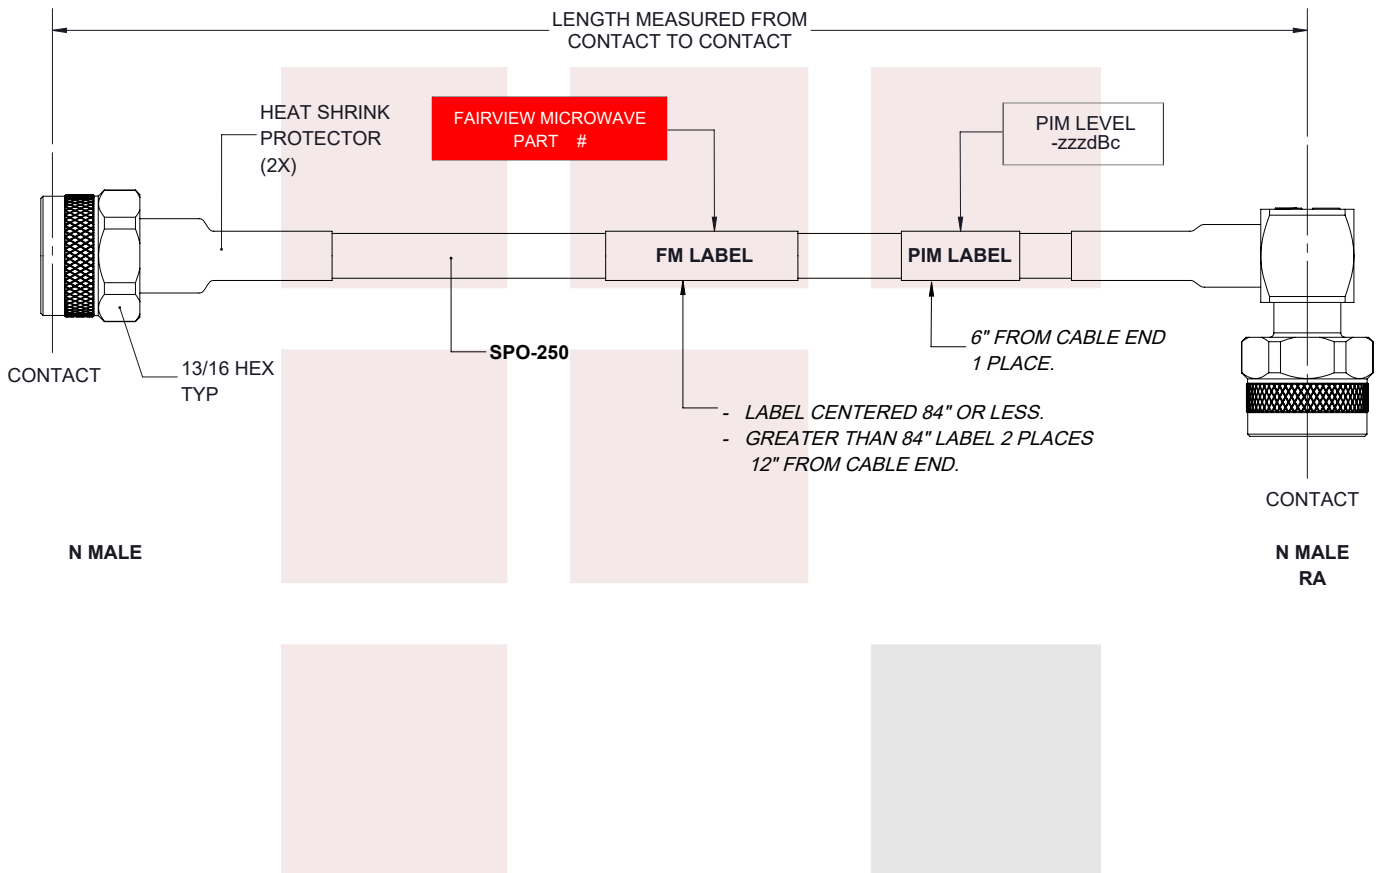 LENGTH MEASURED FROM
CONTACT TO CONTACT
HEAT SHRINK
PROTECTOR
(2X)
FAIRVIEW MICROWAVE
PART #
PIM LEVEL
-zzzdBc
FM LABEL
PIM LABEL
CONTACT
13/16 HEX
TYP
SPO-250
6" FROM CABLE END
1 PLACE.
- LABEL CENTERED 84" OR LESS.
- GREATER THAN 84" LABEL 2 PLACES
12" FROM CABLE END.
CONTACT
N MALE
N MALE
RA